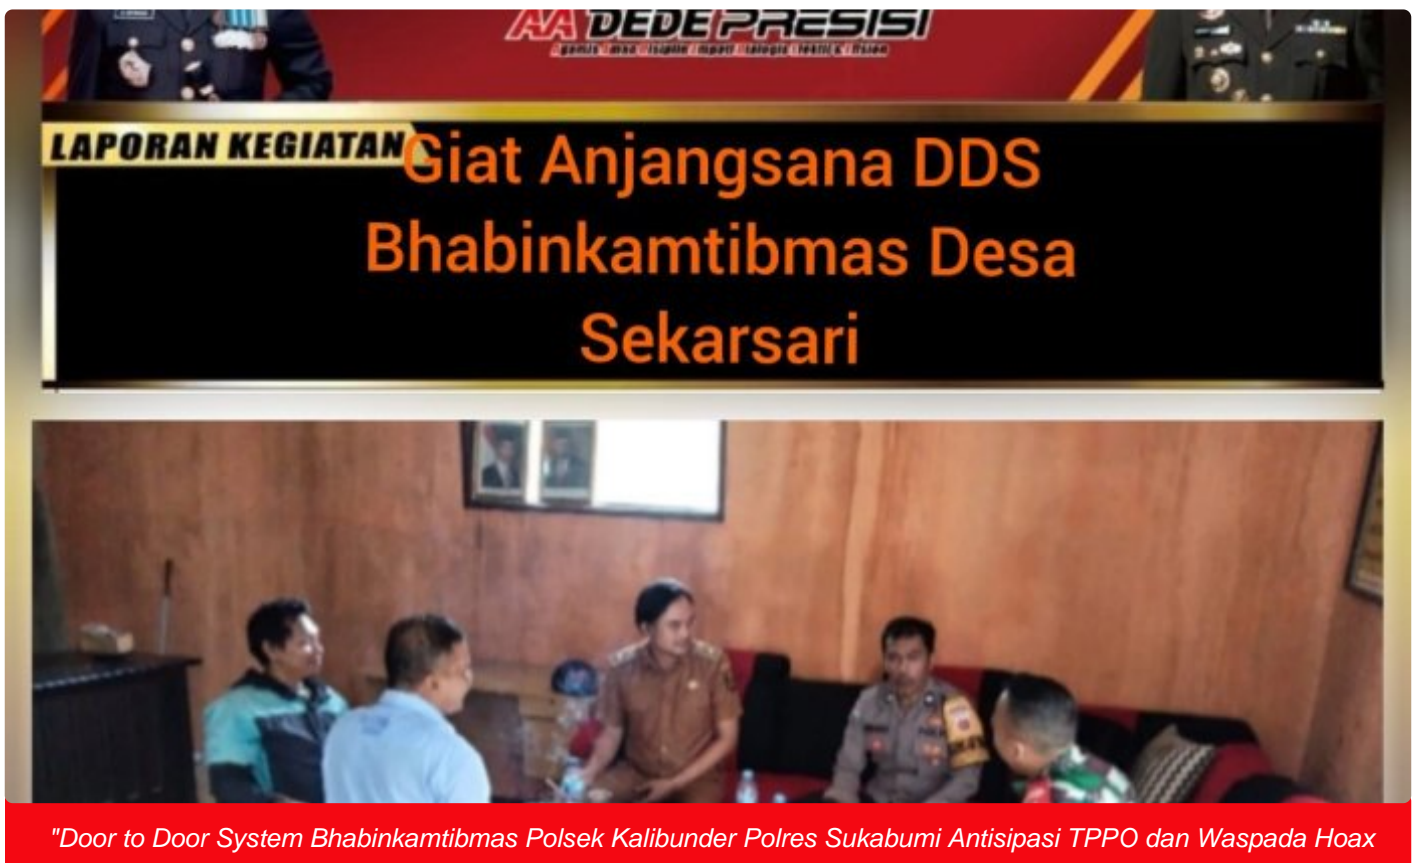 AA DEDE PRESISI
LAPORAN KEGIATAN
Giat Anjangsana DDS
Bhabinkamtibmas Desa
Sekarsari
"Door to Door System Bhabinkamtibmas Polsek Kalibunder Polres Sukabumi Antisipasi TPPO dan Waspada Hoax